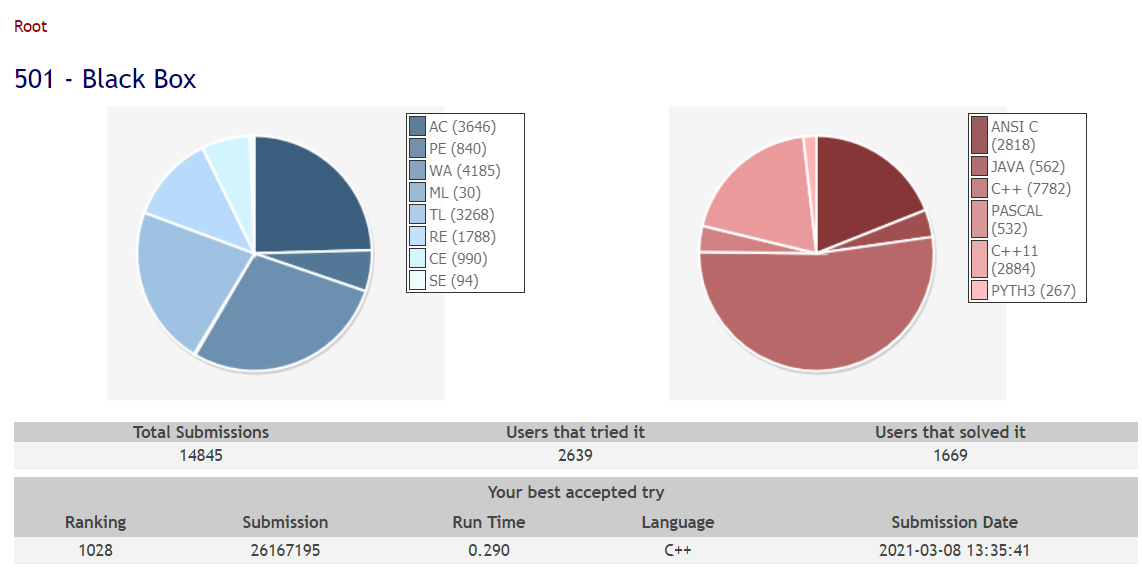 Root
501 - Black Box
AC (3646)
PE (840)
WA (4185)
ML (30)
TL (3268)
RE (1788)
CE (990)
SE (94)
ANSI C
(2818)
JAVA (562)
C++ (7782)
PASCAL
(532)
C++11
(2884)
PYTH3 (267)
Total Submissions Users that tried it Users that solved it
14845 2639 1669
Your best accepted try
Ranking Submission Run Time Language Submission Date
1028 26167195 0.290 C++ 2021-03-08 13:35:41